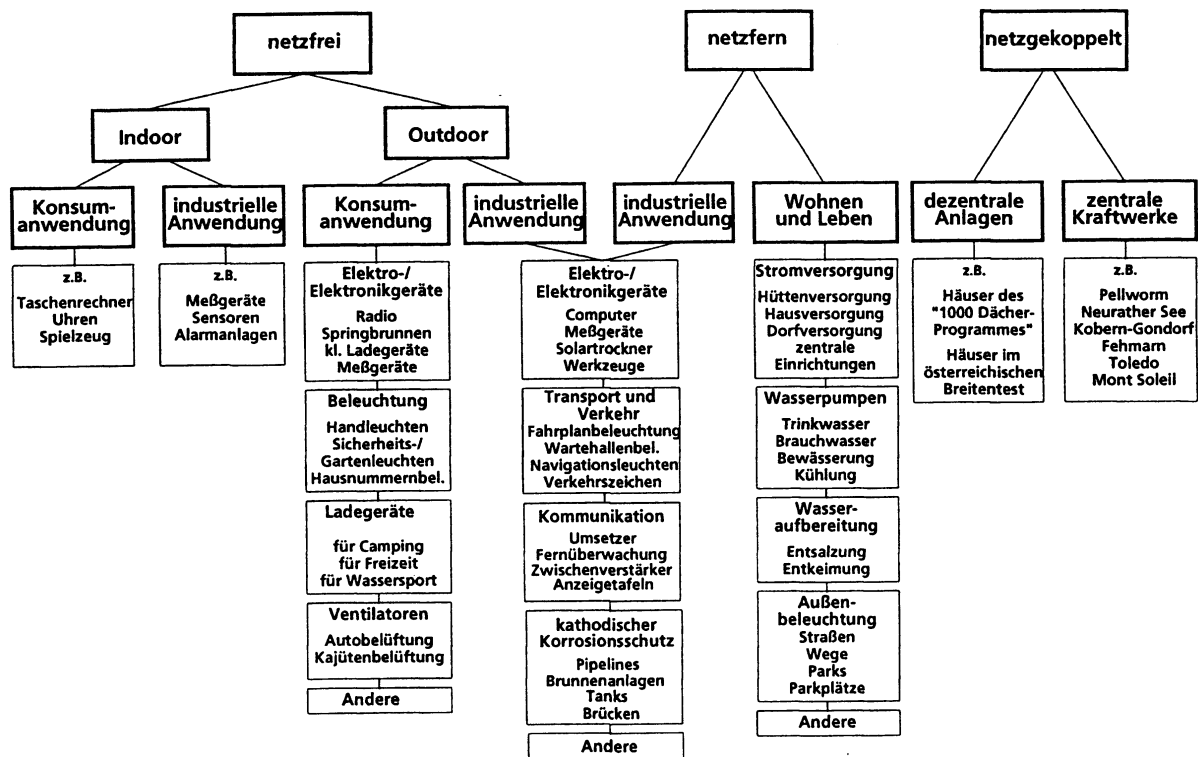 netzfrei
netzfern
netzgekoppelt
Indoor
Outdoor
Konsum-
anwendung
industrielle
Anwendung
Konsum-
anwendung
industrielle
Anwendung
industrielle
Anwendung
Wohnen
und Leben
dezentrale
Anlagen
zentrale
Kraftwerke
z.B.
Taschenrechner
Uhren
Spielzeug
z.B.
Meßgeräte
Sensoren
Alarmanlagen
Elektro-/
Elektronikgeräte
Radio
Springbrunnen
kl. Ladegeräte
Meßgeräte
Beleuchtung
Handleuchten
Sicherheits-/
Gartenleuchten
Hausnummernbel.
Ladegeräte
für Camping
für Freizeit
für Wassersport
Ventilatoren
Autobelüftung
Kajütenbelüftung
Andere
Elektro-/
Elektronikgeräte
Computer
Meßgeräte
Solartrockner
Werkzeuge
Transport und
Verkehr
Fahrplanbeleuchtung
Wartehallenbel.
Navigationsleuchten
Verkehrszeichen
Kommunikation
Umsetzer
Fernüberwachung
Zwischenverstärker
Anzeigetafeln
kathodischer
Korrosionsschutz
Pipelines
Brunnenanlagen
Tanks
Brücken
Andere
Stromversorgung
Hüttenversorgung
Hausversorgung
Dorfversorgung
zentrale
Einrichtungen
Wasserpumpen
Trinkwasser
Brauchwasser
Bewässerung
Kühlung
Wasser-
aufbereitung
Entsalzung
Entkeimung
Außen-
beleuchtung
Straßen
Wege
Parks
Parkplätze
Andere
z.B.
Häuser des
"1000 Dächer-
Programmes"
Häuser im
österreichischen
Breitentest
z.B.
Pellworm
Neurather See
Kobern-Gondorf
Fehmarn
Toledo
Mont Soleil